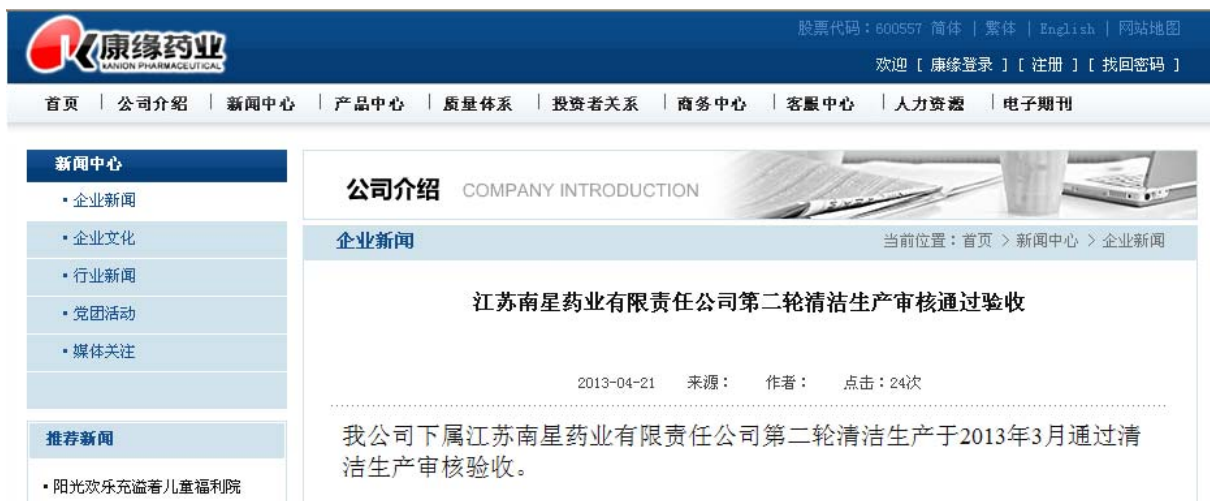 康缘药业
KANION PHARMACEUTICAL
股票代码：600557 简体 | 繁体 | English | 网站地图
欢迎 [ 康缘登录 ] [ 注册 ] [ 找回密码 ]
首页 | 公司介绍 | 新闻中心 | 产品中心 | 质量体系 | 投资者关系 | 商务中心 | 客服中心 | 人力资源 | 电子期刊
新闻中心
▪ 企业新闻
▪ 企业文化
▪ 行业新闻
▪ 党团活动
▪ 媒体关注
推荐新闻
▪ 阳光欢乐充溢着儿童福利院
公司介绍 COMPANY INTRODUCTION
企业新闻
当前位置：首页 > 新闻中心 > 企业新闻
江苏南星药业有限责任公司第二轮清洁生产审核通过验收
2013-04-21 来源： 作者： 点击：24次
我公司下属江苏南星药业有限责任公司第二轮清洁生产于2013年3月通过清
洁生产审核验收。